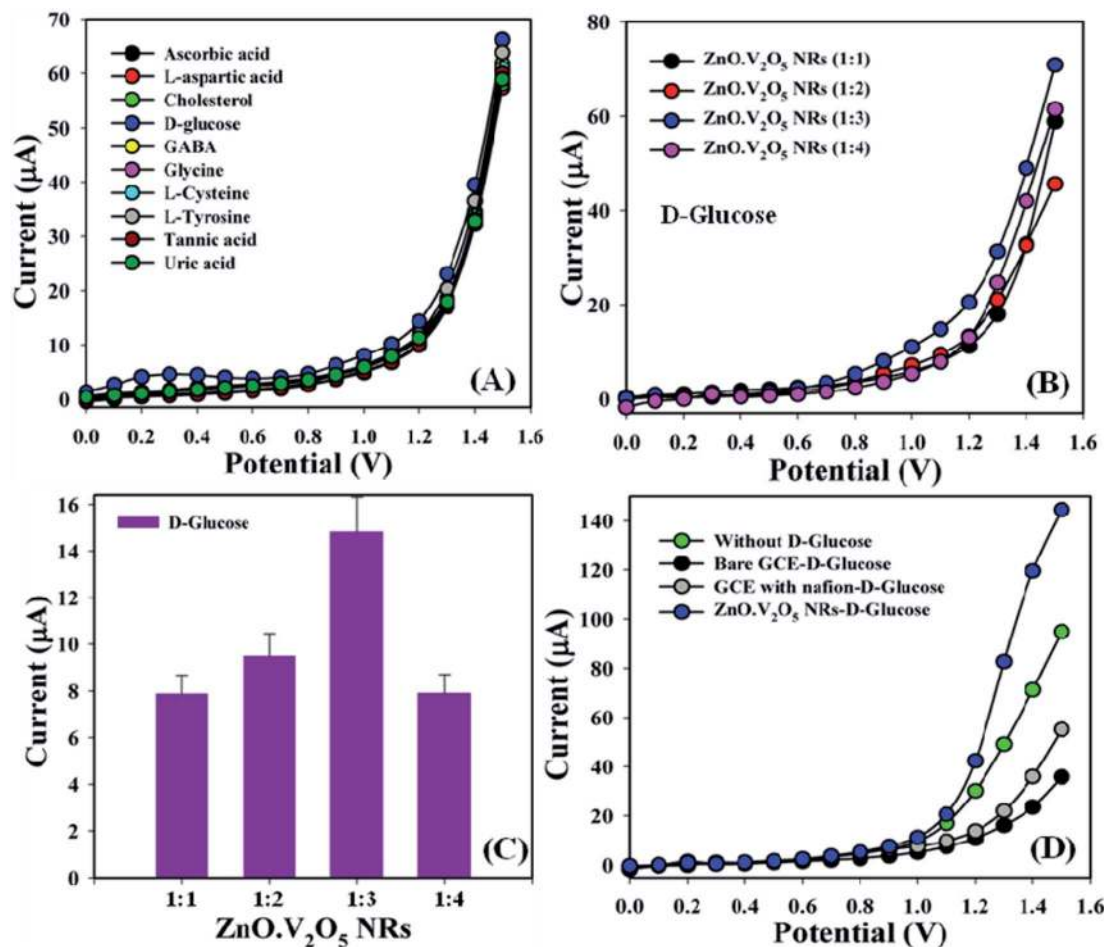 70
60
50
40
30
20
10
0
Current (µA)
Ascorbic acid
L-aspartic acid
Cholesterol
D-glucose
GABA
Glycine
L-Cysteine
L-Tyrosine
Tannic acid
Uric acid
(A)
0.0 0.2 0.4 0.6 0.8 1.0 1.2 1.4 1.6
Potential (V)
80
60
40
20
0
Current (µA)
ZnO.V₂O₅ NRs (1:1)
ZnO.V₂O₅ NRs (1:2)
ZnO.V₂O₅ NRs (1:3)
ZnO.V₂O₅ NRs (1:4)
D-Glucose
(B)
0.0 0.2 0.4 0.6 0.8 1.0 1.2 1.4 1.6
Potential (V)
16
14
12
10
8
6
4
2
0
Current (µA)
D-Glucose
(C)
1:1 1:2 1:3 1:4
ZnO.V₂O₅ NRs
140
120
100
80
60
40
20
0
Current (µA)
Without D-Glucose
Bare GCE-D-Glucose
GCE with nafion-D-Glucose
ZnO.V₂O₅ NRs-D-Glucose
(D)
0.0 0.2 0.4 0.6 0.8 1.0 1.2 1.4 1.6
Potential (V)